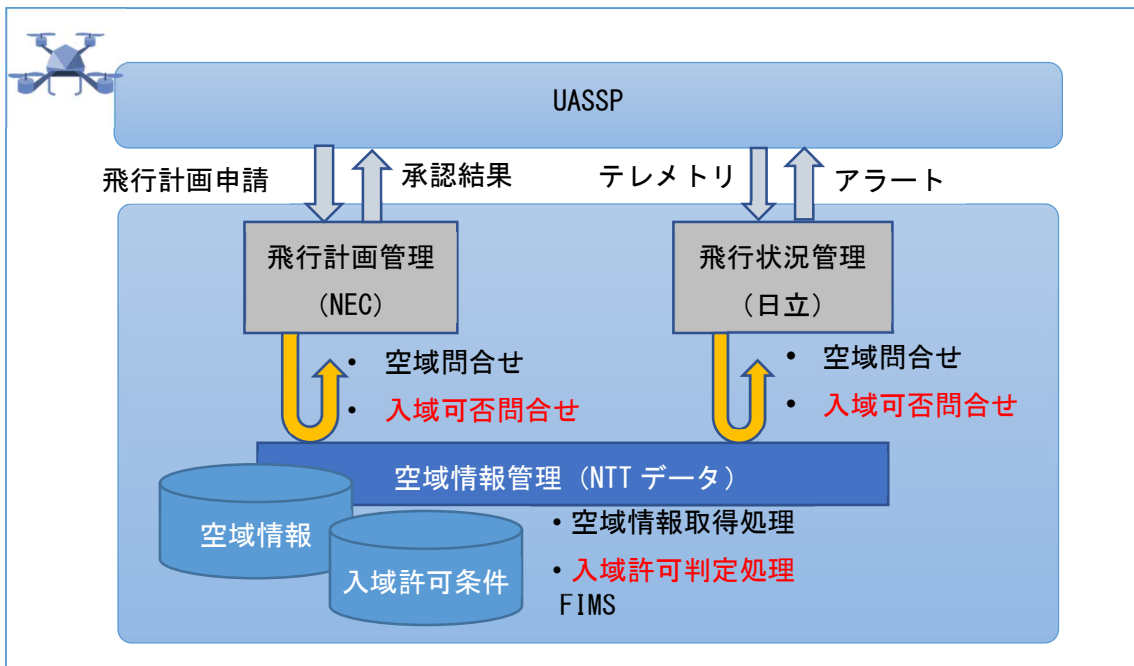 UASSP
飛行計画申請
承認結果
テレメトリ
アラート
飛行計画管理
(NEC)
飛行状況管理
(日立)
• 空域問合せ
• 入域可否問合せ
• 空域問合せ
• 入域可否問合せ
空域情報管理(NTT データ)
空域情報
入域許可条件
・空域情報取得処理
・入域許可判定処理
FIMS